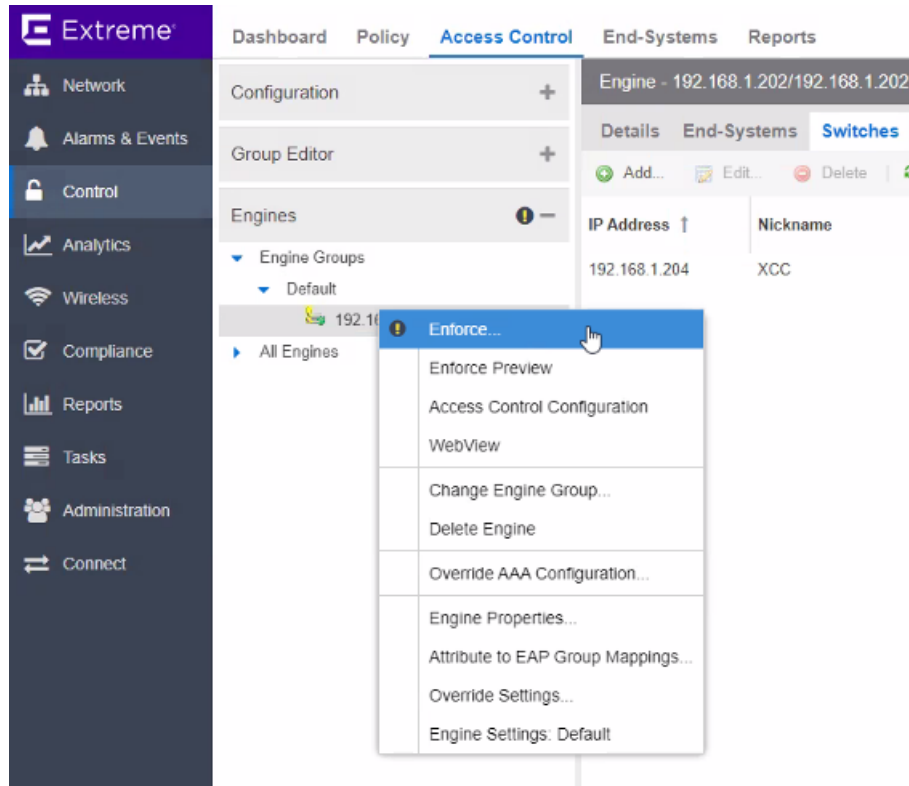 Extreme
Dashboard Policy Access Control End-Systems Reports
Network
Alarms & Events
Control
Analytics
Wireless
Compliance
Reports
Tasks
Administration
Connect
Configuration
Group Editor
Engines
Engine Groups
Default
192.16
All Engines
Engine - 192.168.1.202/192.168.1.202
Details End-Systems Switches
Add... Edit... Delete
IP Address Nickname
192.168.1.204 XCC
Enforce...
Enforce Preview
Access Control Configuration
WebView
Change Engine Group...
Delete Engine
Override AAA Configuration...
Engine Properties...
Attribute to EAP Group Mappings...
Override Settings...
Engine Settings: Default